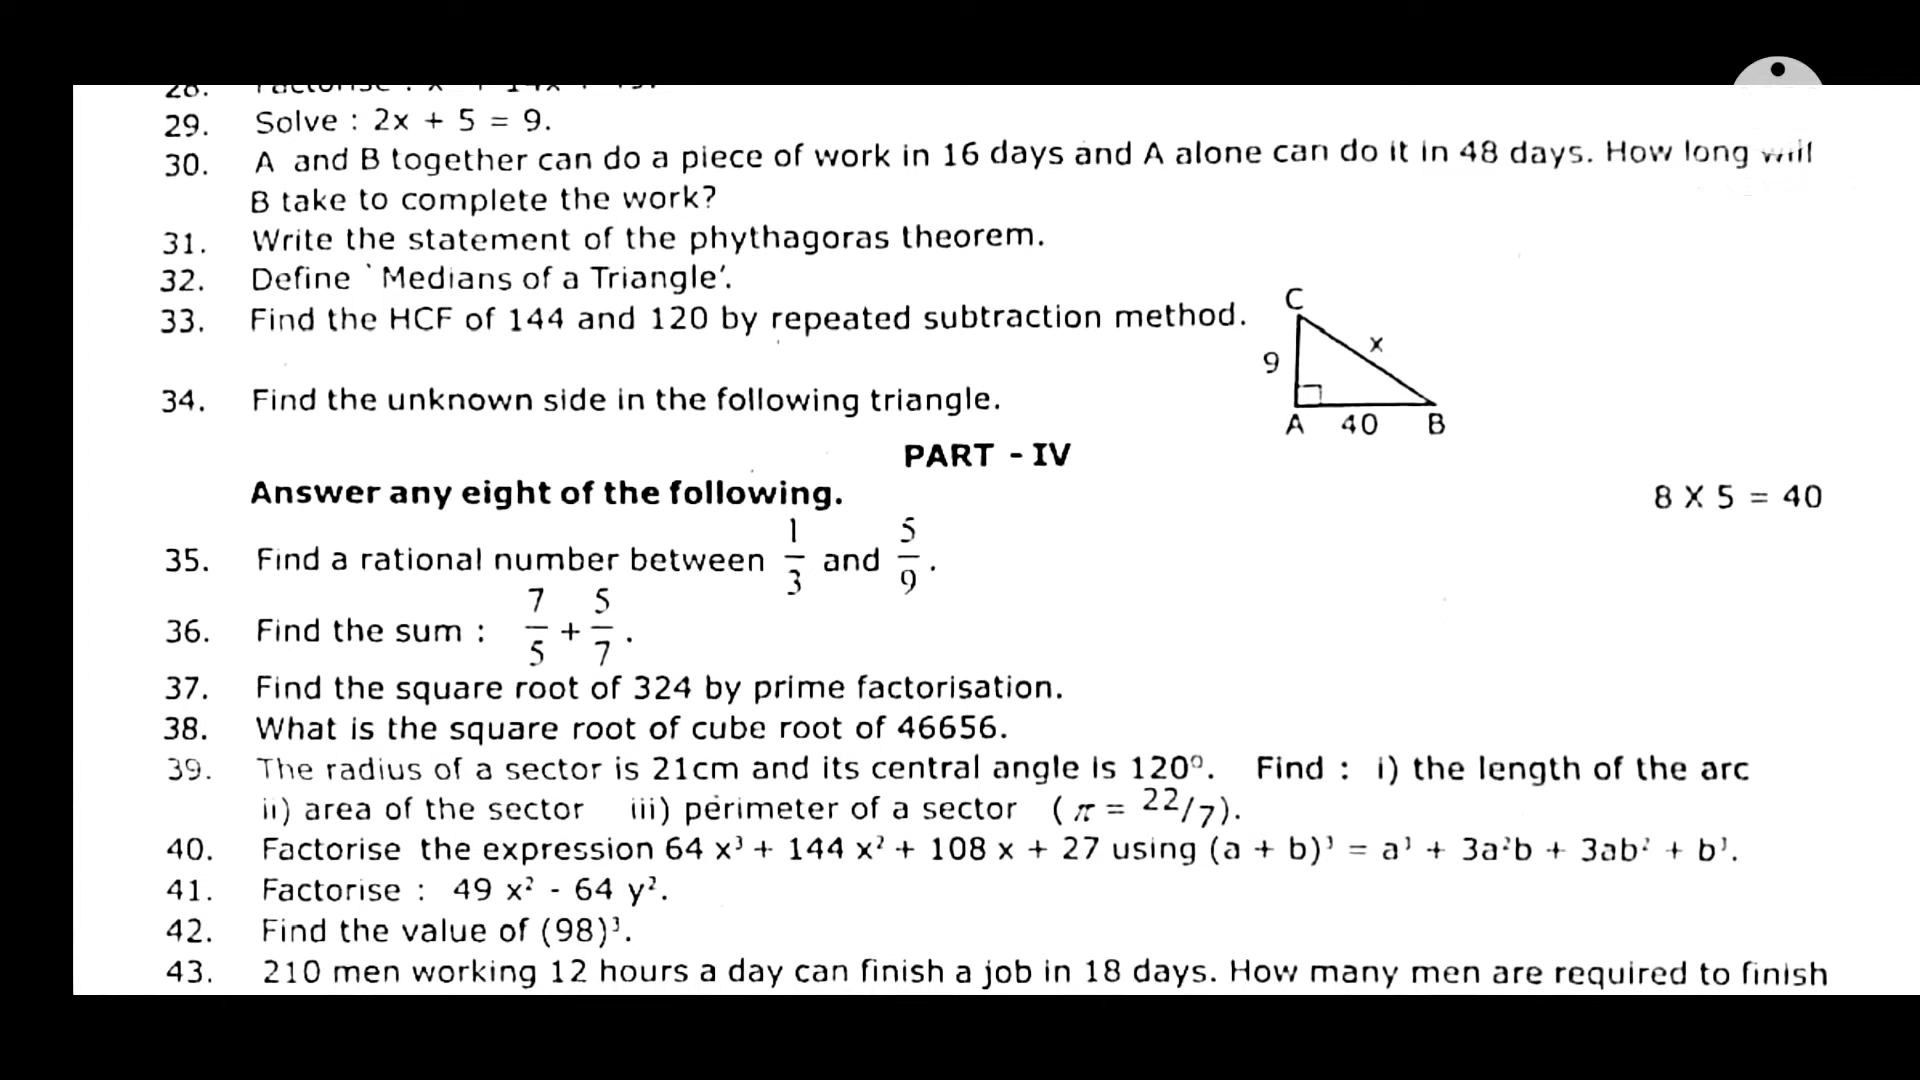 29. Solve : 2x + 5 = 9.
30. A and B together can do a piece of work in 16 days and A alone can do it in 48 days. How long will
B take to complete the work?
31. Write the statement of the phythagoras theorem.
32. Define `Medians of a Triangle'.
33. Find the HCF of 144 and 120 by repeated subtraction method.
C
9 x
34. Find the unknown side in the following triangle.
A 40 B
PART - IV
Answer any eight of the following. 8 X 5 = 40
35. Find a rational number between 1/3 and 5/9.
36. Find the sum : 7/5 + 5/7.
37. Find the square root of 324 by prime factorisation.
38. What is the square root of cube root of 46656.
39. The radius of a sector is 21cm and its central angle is 120⁰. Find : i) the length of the arc
ii) area of the sector iii) perimeter of a sector ( π = 22/7).
40. Factorise the expression 64 x³ + 144 x² + 108 x + 27 using (a + b)³ = a³ + 3a²b + 3ab² + b³.
41. Factorise : 49 x² - 64 y².
42. Find the value of (98)³.
43. 210 men working 12 hours a day can finish a job in 18 days. How many men are required to finish